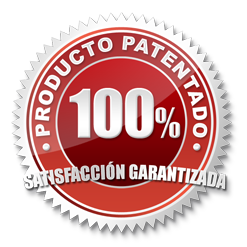 · PRODUCTO PATENTADO ·
100%
SATISFACCIÓN GARANTIZADA